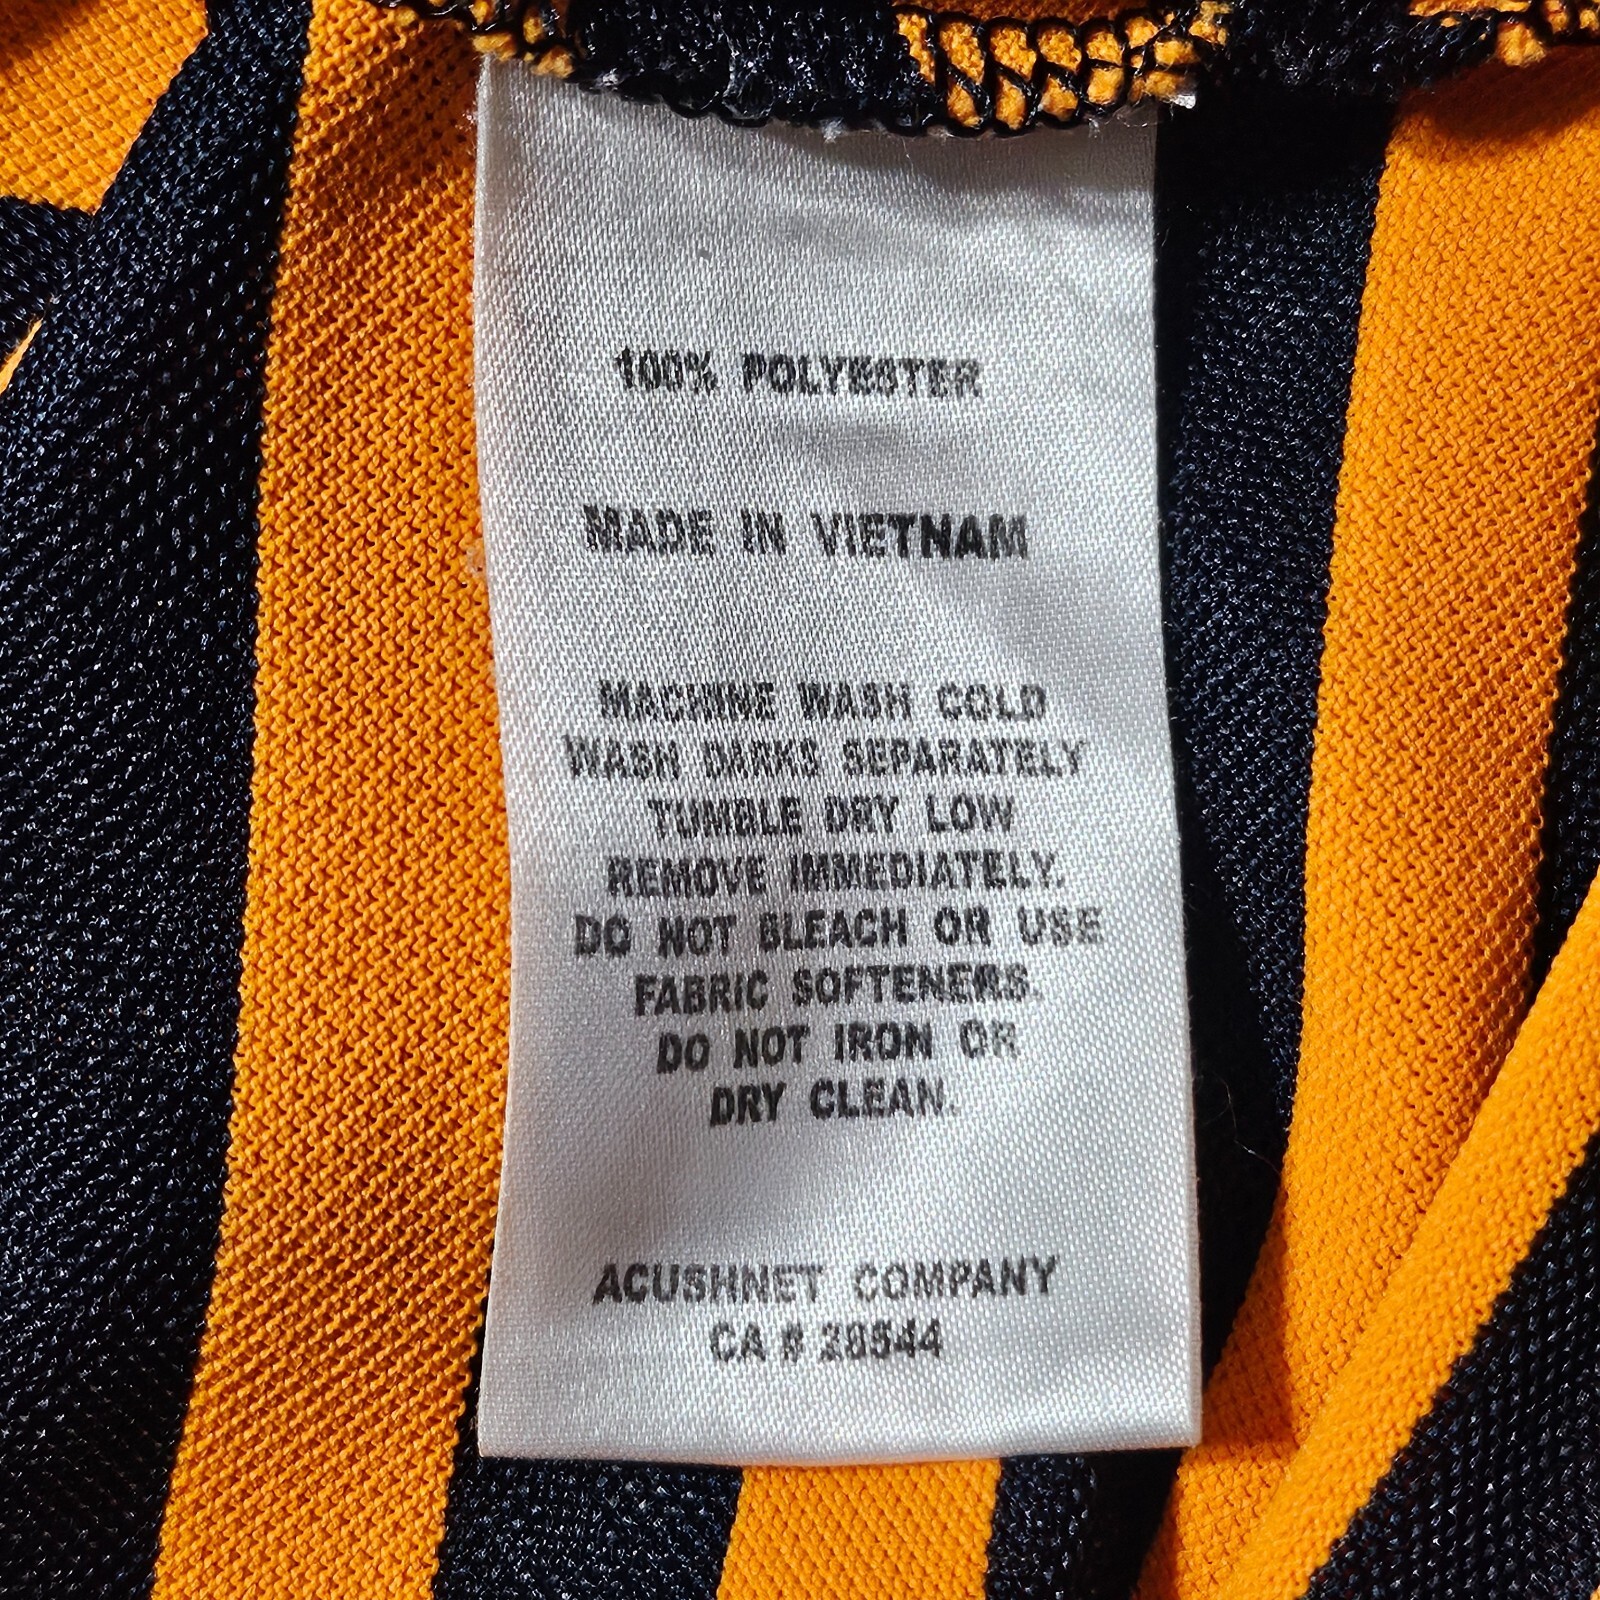 100% POLYESTER
MADE IN VIETNAM
MACHINE WASH COLD
WASH DARKS SEPARATELY
TUMBLE DRY LOW
REMOVE IMMEDIATELY.
DO NOT BLEACH OR USE
FABRIC SOFTENERS.
DO NOT IRON OR
DRY CLEAN.
ACUSHNET COMPANY
CA # 28544